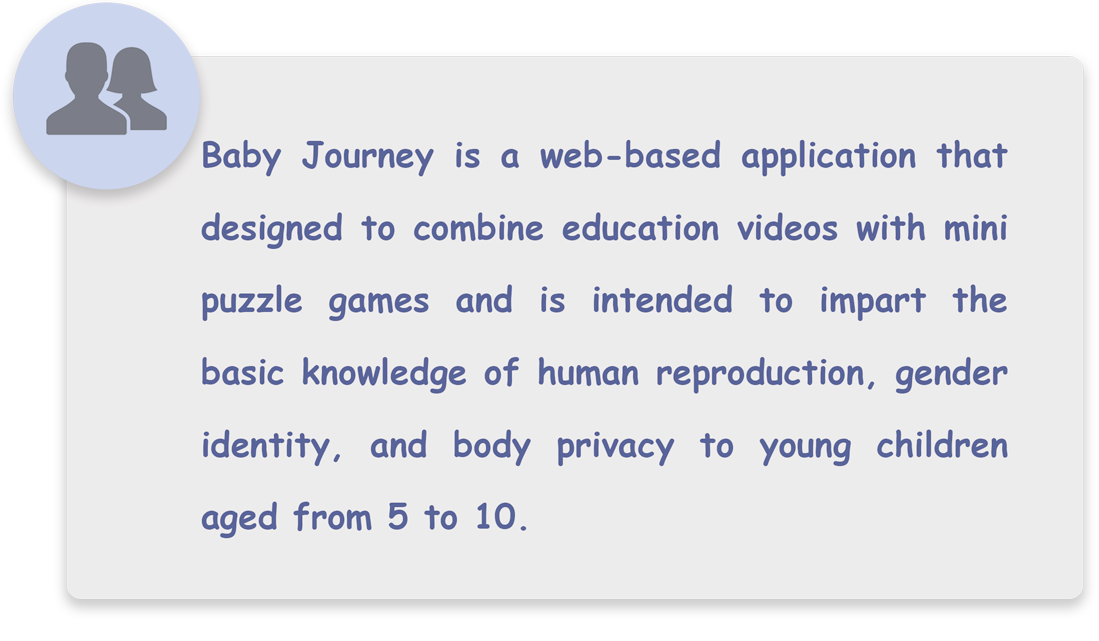 Baby Journey is a web-based application that
designed to combine education videos with mini
puzzle games and is intended to impart the
basic knowledge of human reproduction, gender
identity, and body privacy to young children
aged from 5 to 10.